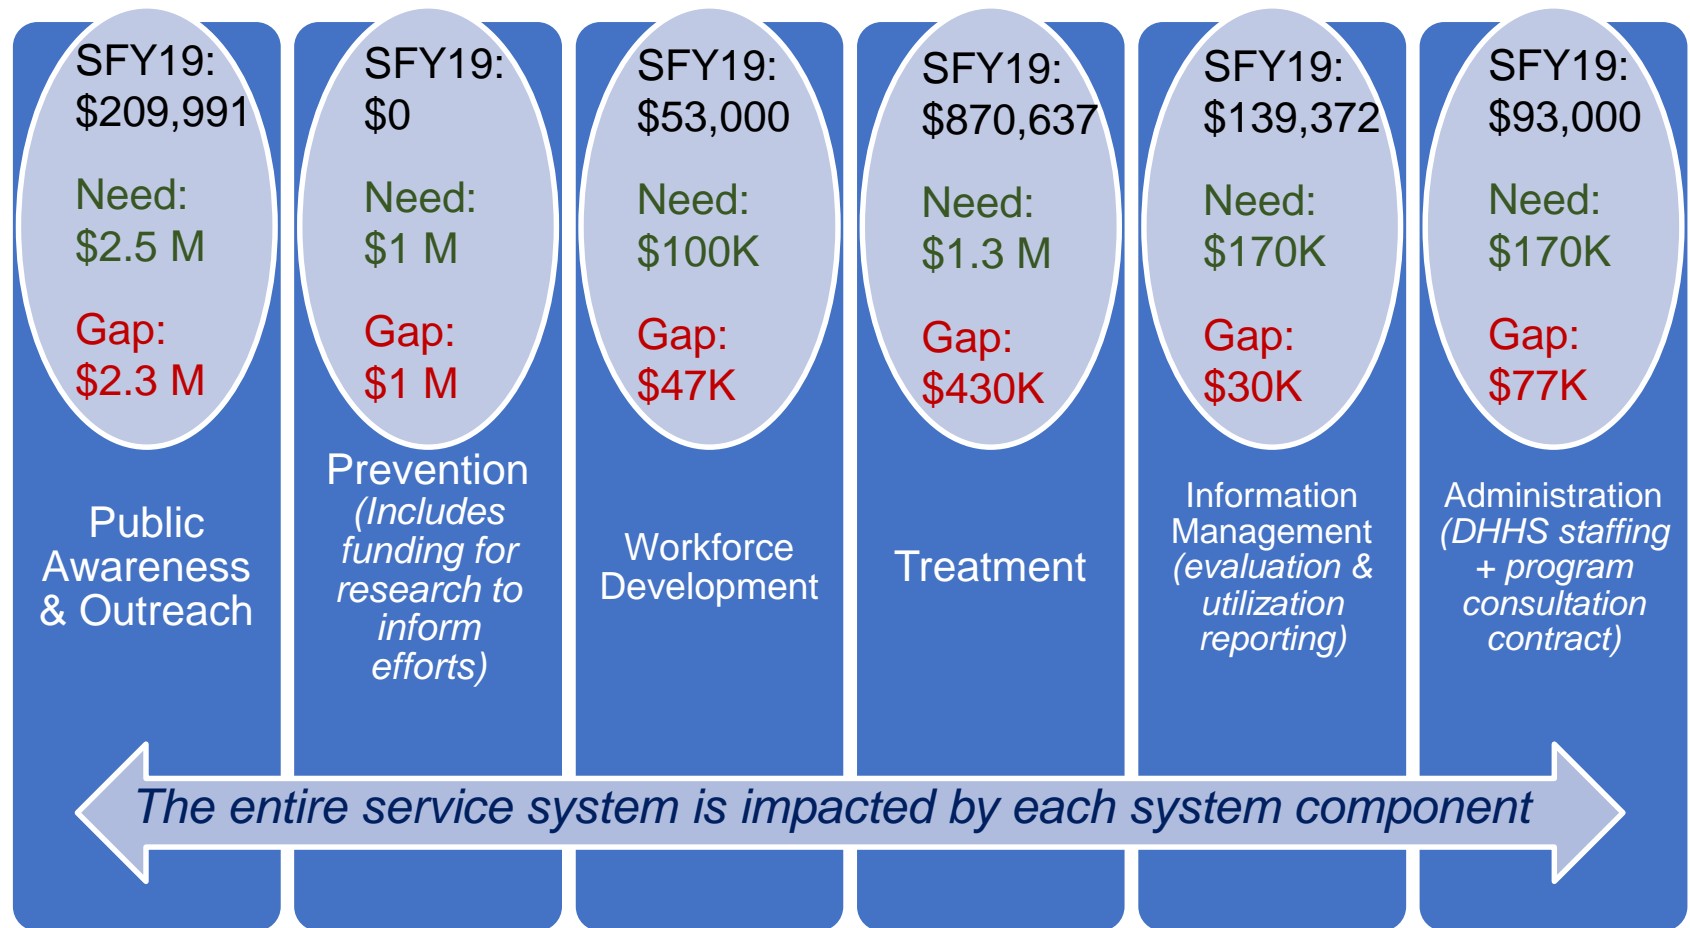 SFY19:
$209,991
Need:
$2.5 M
Gap:
$2.3 M
Public
Awareness
& Outreach
SFY19:
$0
Need:
$1 M
Gap:
$1 M
Prevention
(Includes
funding for
research to
inform
efforts)
SFY19:
$53,000
Need:
$100K
Gap:
$47K
Workforce
Development
SFY19:
$870,637
Need:
$1.3 M
Gap:
$430K
Treatment
SFY19:
$139,372
Need:
$170K
Gap:
$30K
Information
Management
(evaluation &
utilization
reporting)
SFY19:
$93,000
Need:
$170K
Gap:
$77K
Administration
(DHHS staffing
+ program
consultation
contract)
The entire service system is impacted by each system component